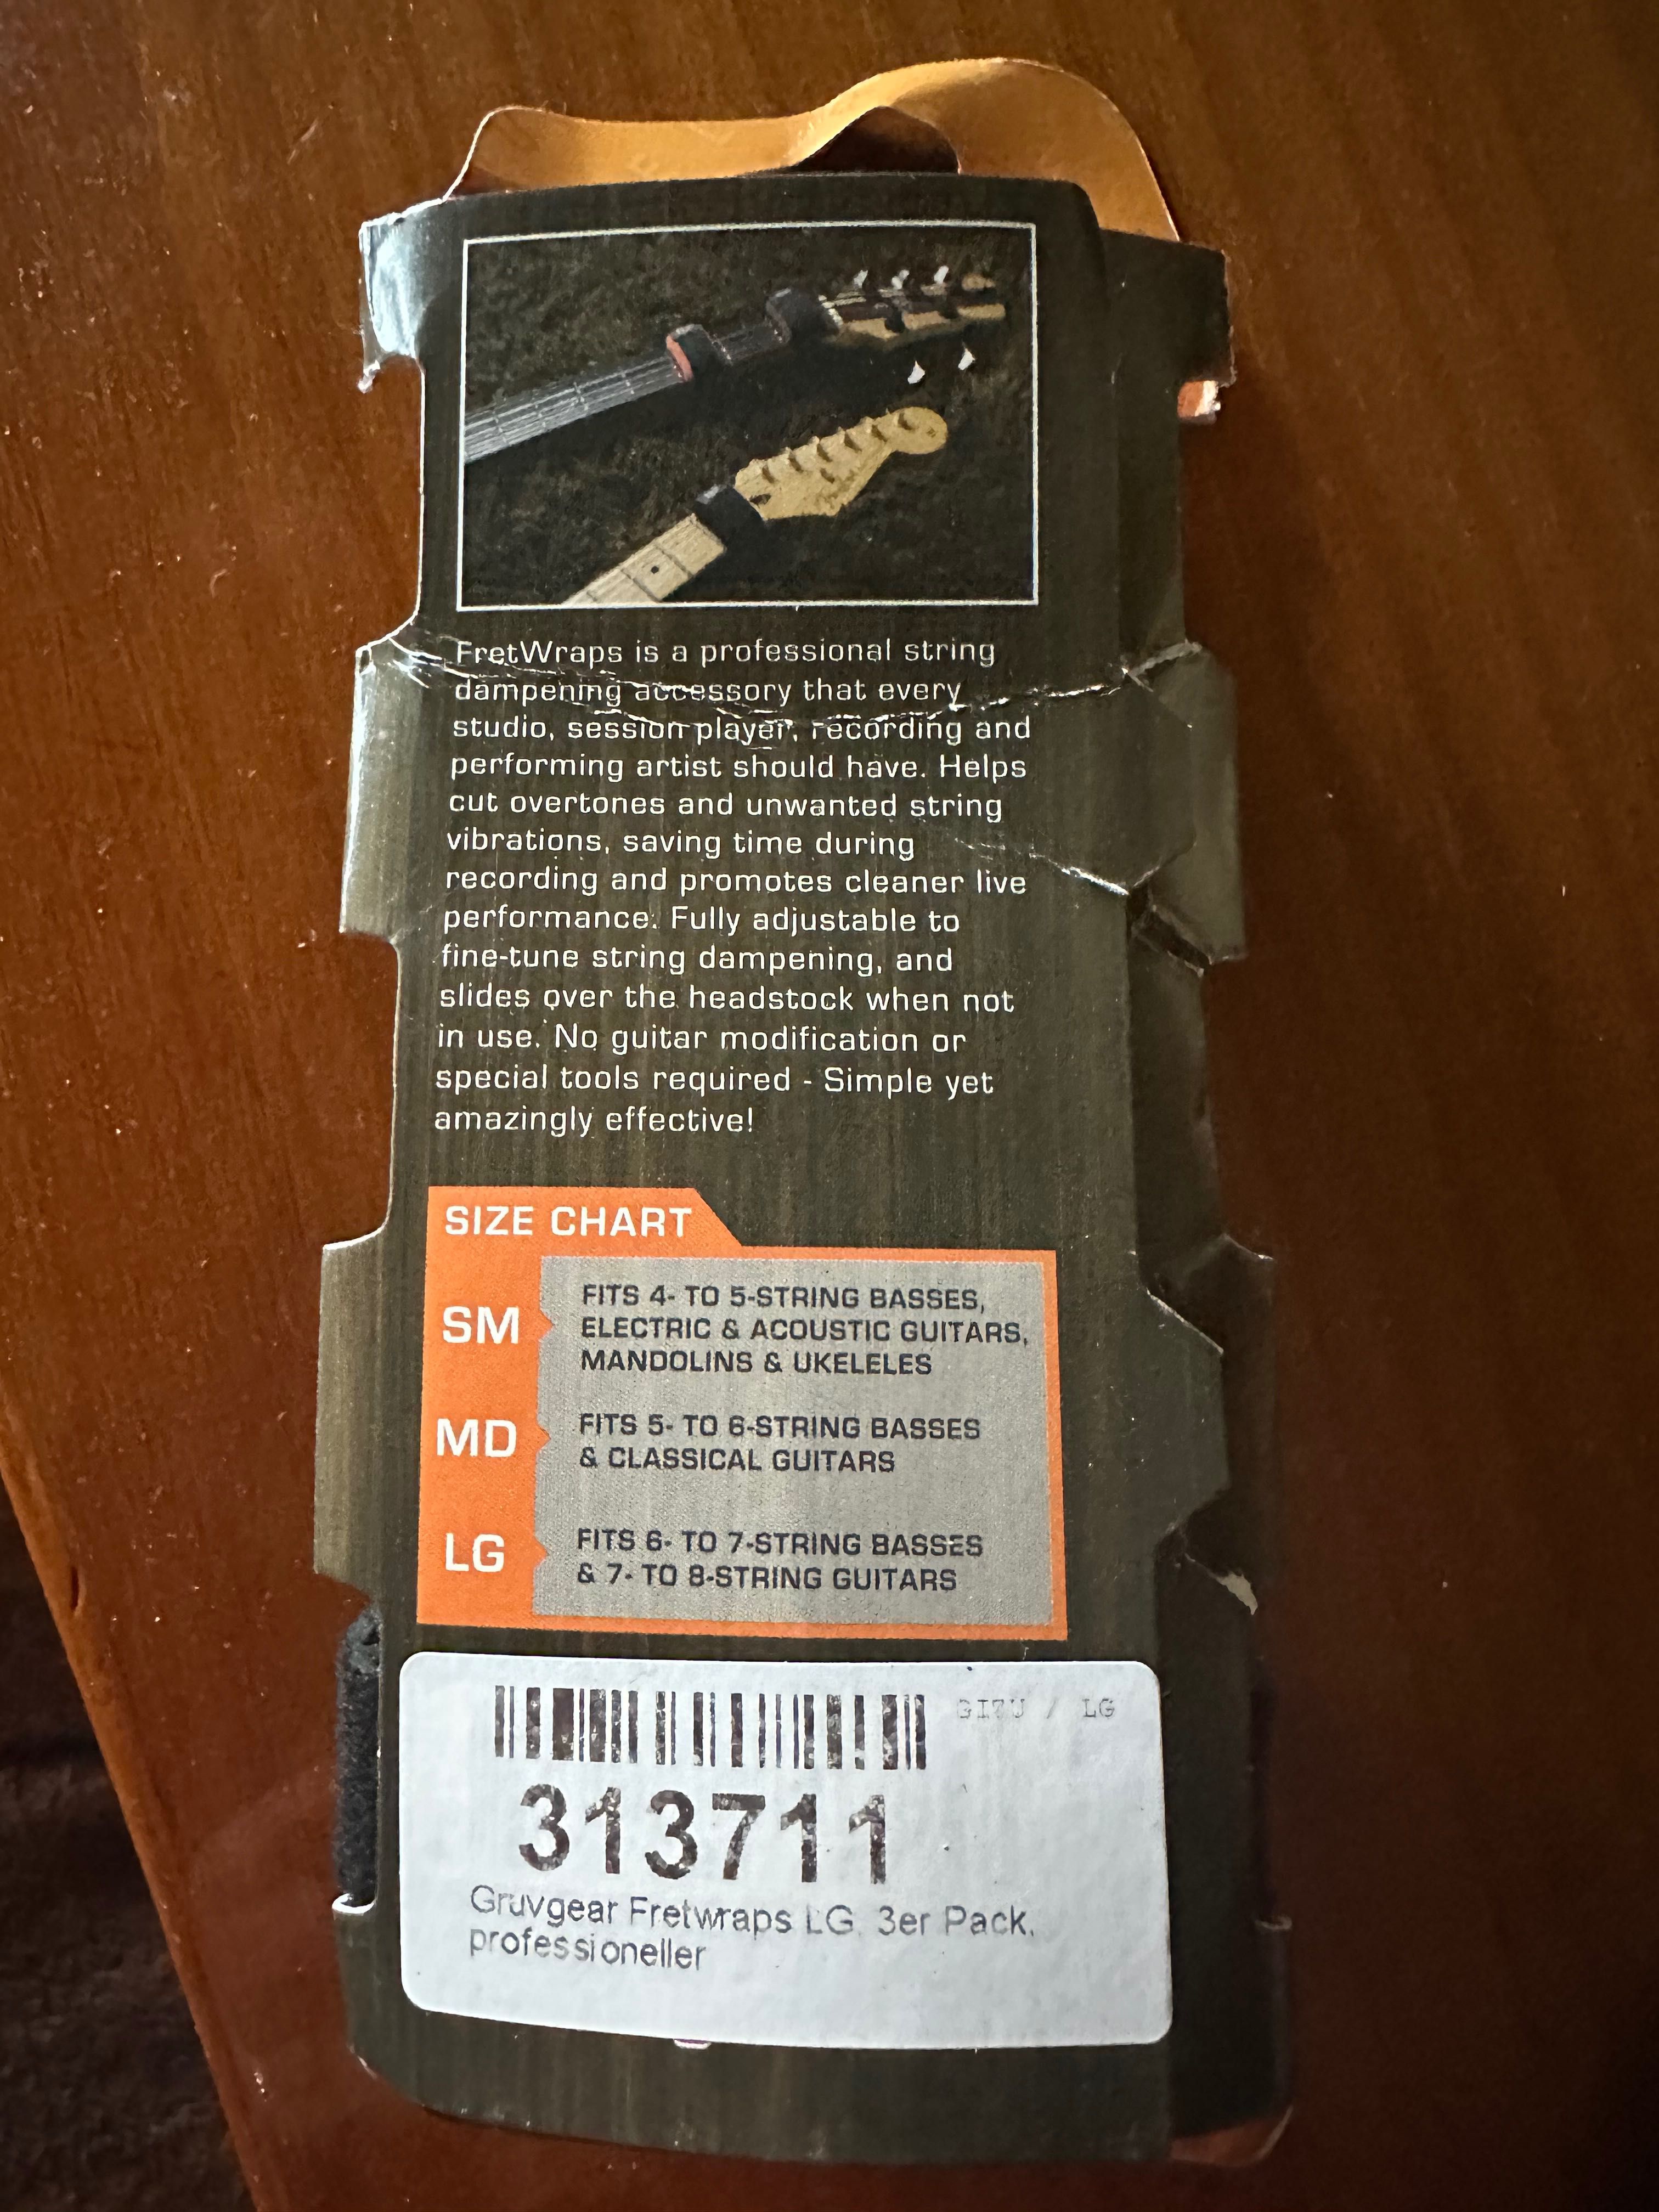 FretWraps is a professional string
dampening accessory that every
studio, session player, recording and
performing artist should have. Helps
cut overtones and unwanted string
vibrations, saving time during
recording and promotes cleaner live
performance. Fully adjustable to
fine-tune string dampening, and
slides over the headstock when not
in use. No guitar modification or
special tools required - Simple yet
amazingly effective!
SIZE CHART
SM
FITS 4- TO 5-STRING BASSES,
ELECTRIC & ACOUSTIC GUITARS,
MANDOLINS & UKELELES
MD
FITS 5- TO 6-STRING BASSES
& CLASSICAL GUITARS
LG
FITS 6- TO 7-STRING BASSES
& 7- TO 8-STRING GUITARS
/ LG
313711
Gruvgear Fretwraps LG, 3er Pack,
professioneller